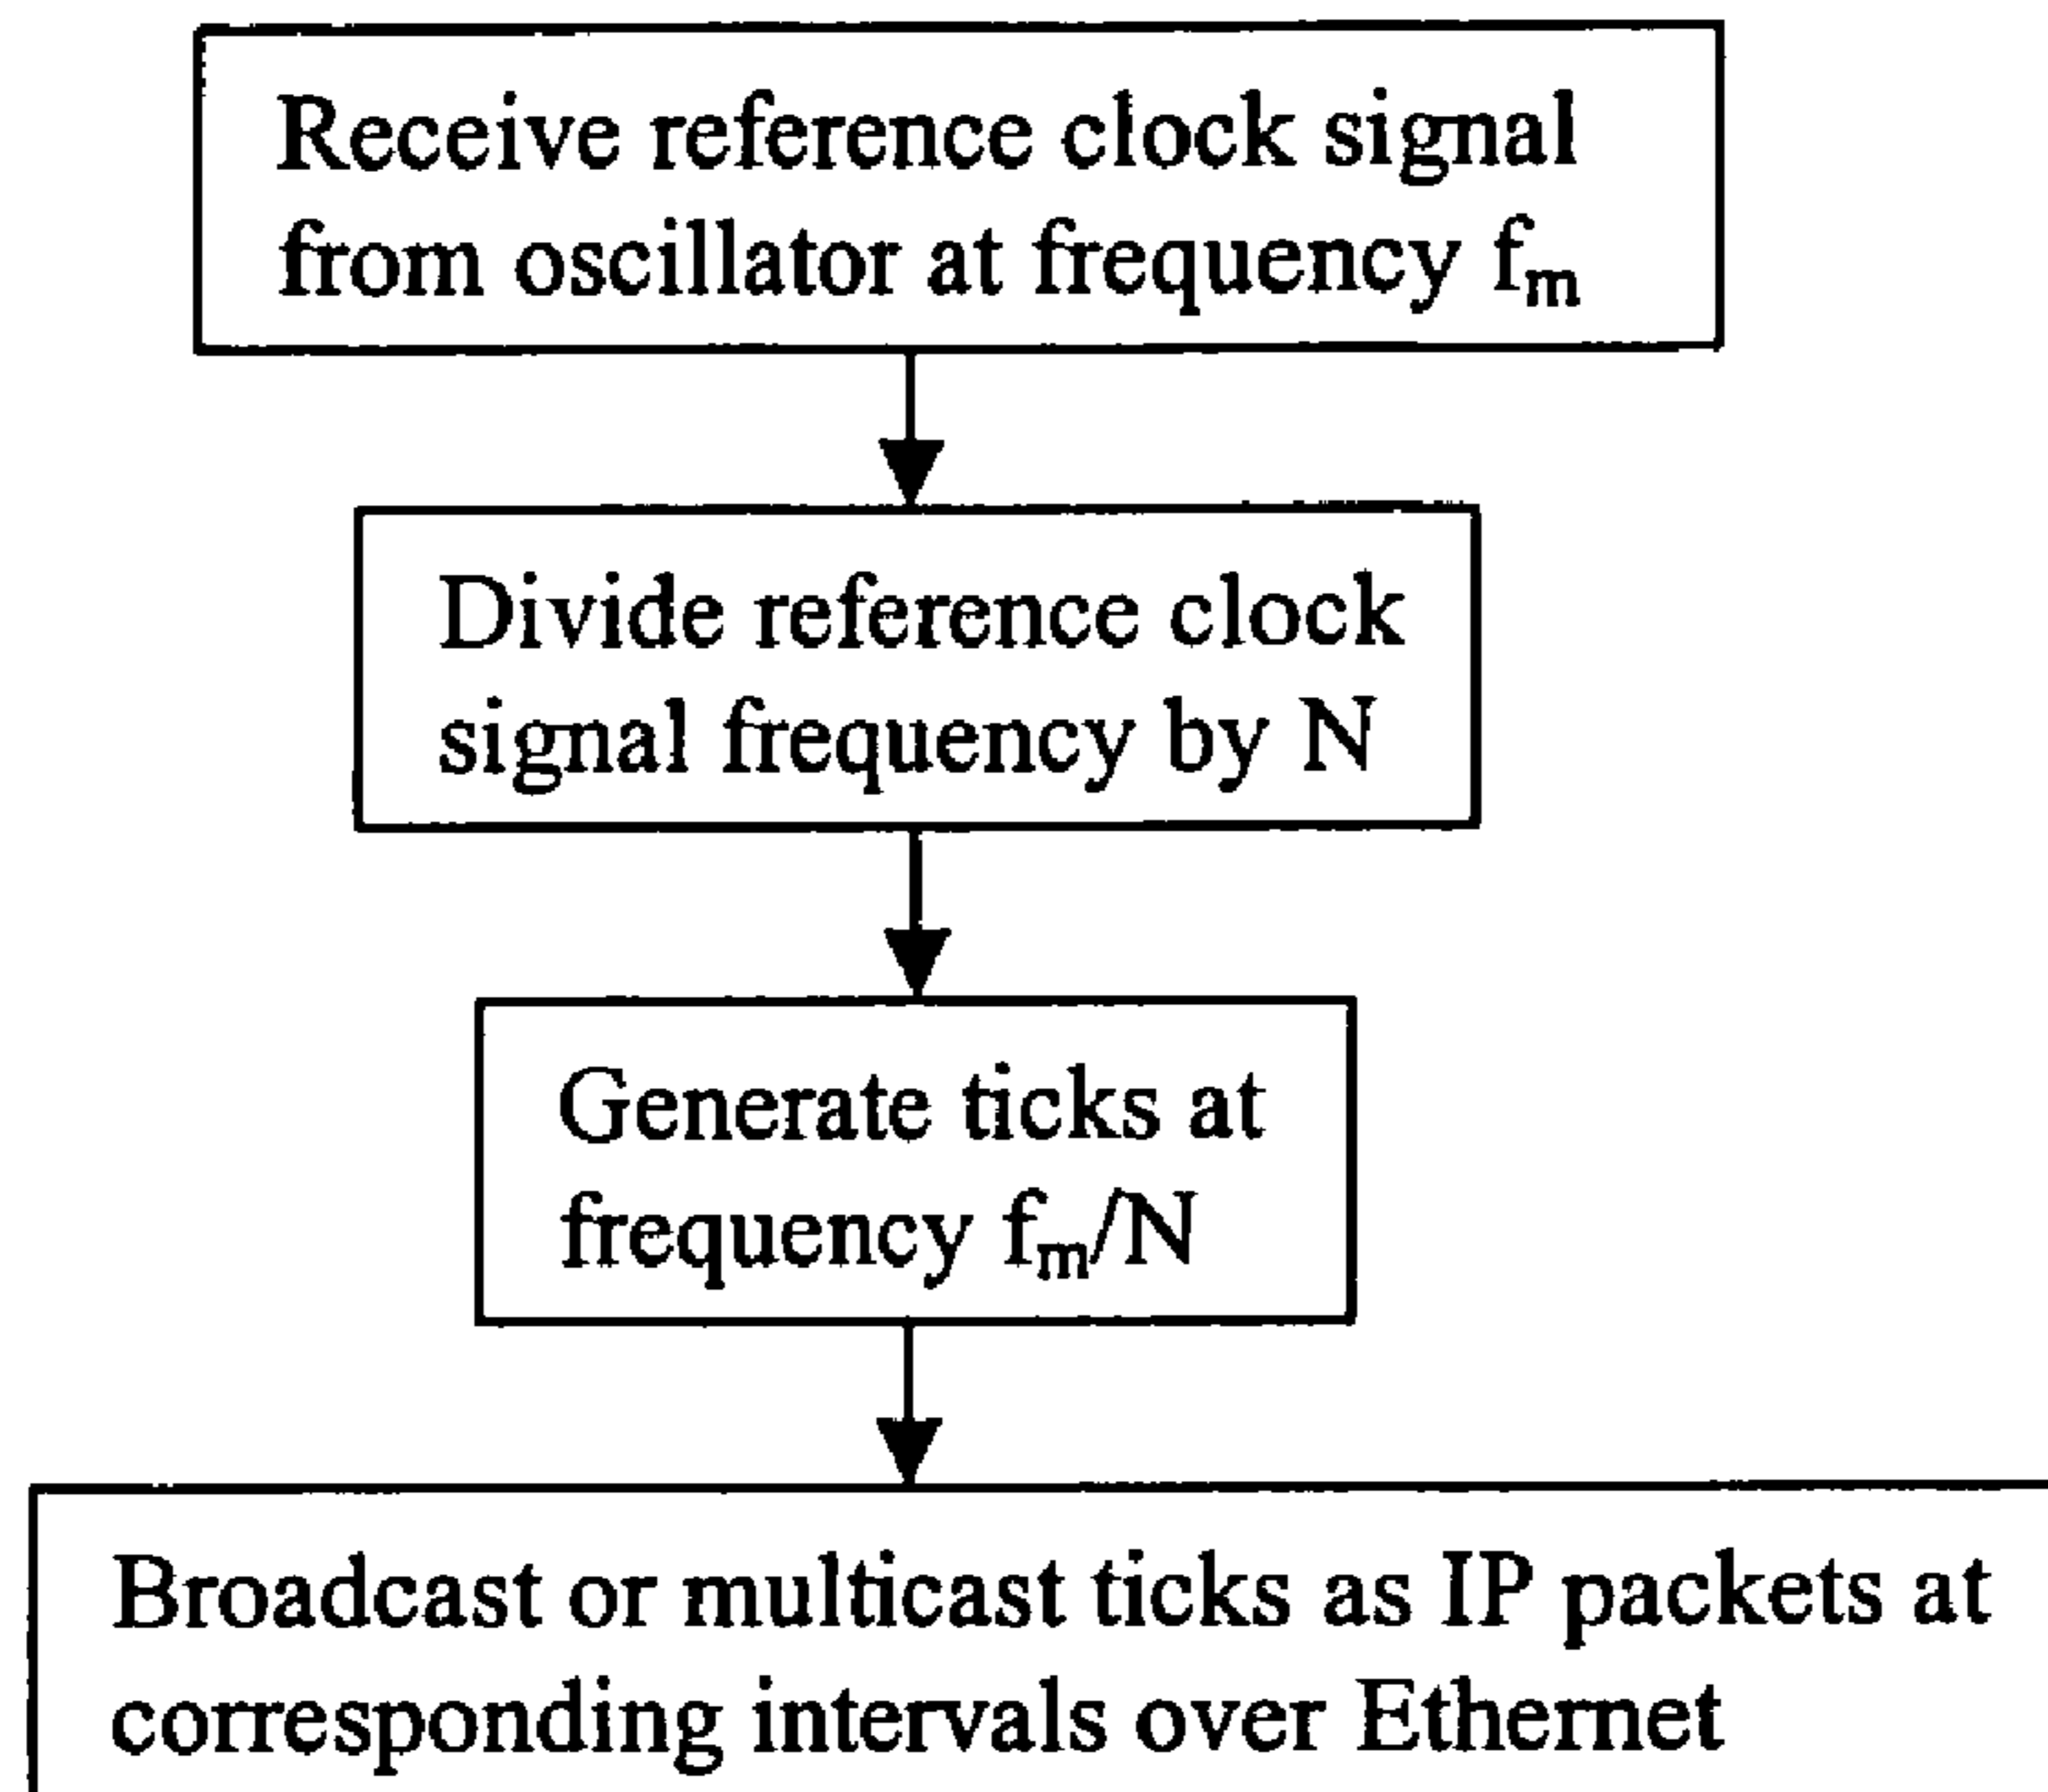 Receive reference clock signal
from oscillator at frequency fₘ
Divide reference clock
signal frequency by N
Generate ticks at
frequency fₘ/N
Broadcast or multicast ticks as IP packets at
corresponding intervals over Ethernet